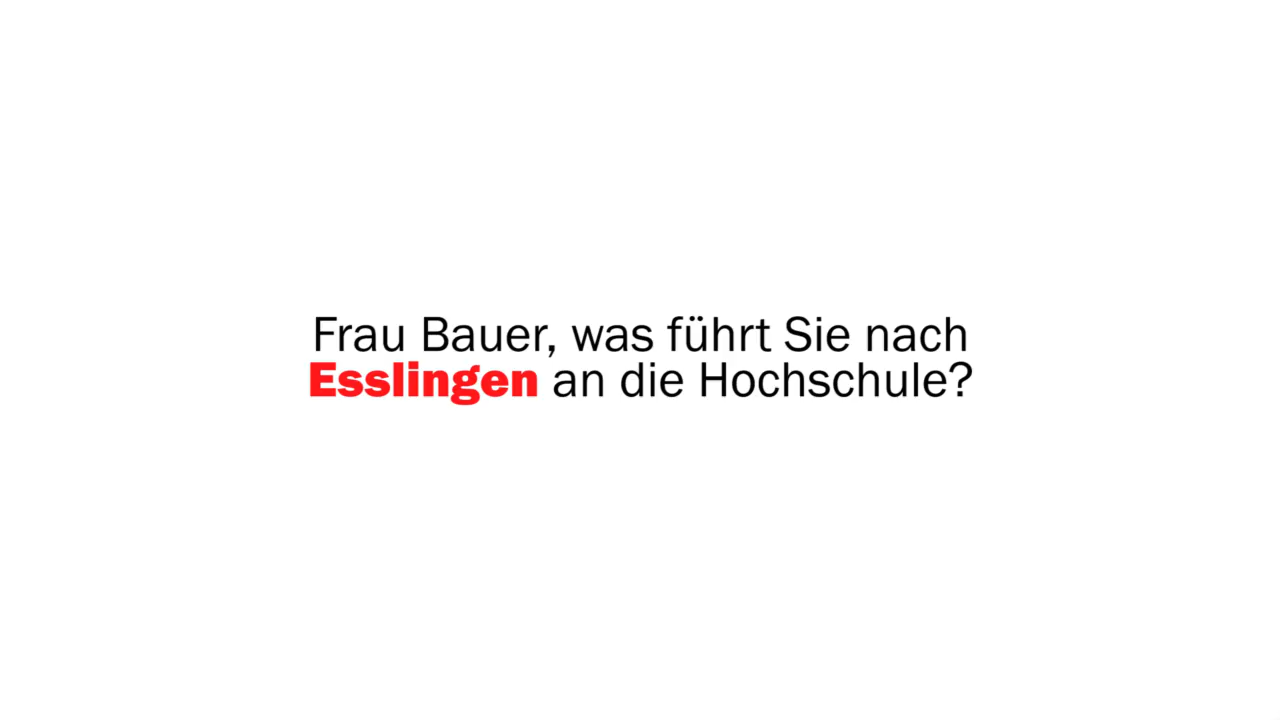 Frau Bauer, was führt Sie nach
Esslingen an die Hochschule?